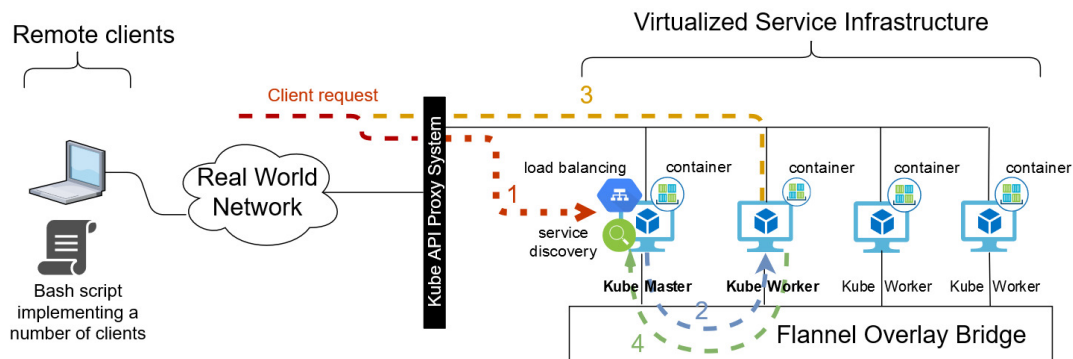 Virtualized Service Infrastructure
Remote clients
Client request
3
Kube API Proxy System
Real World
Network
load balancing
container
container
container
container
1
service
discovery
Bash script
implementing a
number of clients
Kube Master
Kube Worker
Kube Worker
Kube Worker
2
4
Flannel Overlay Bridge